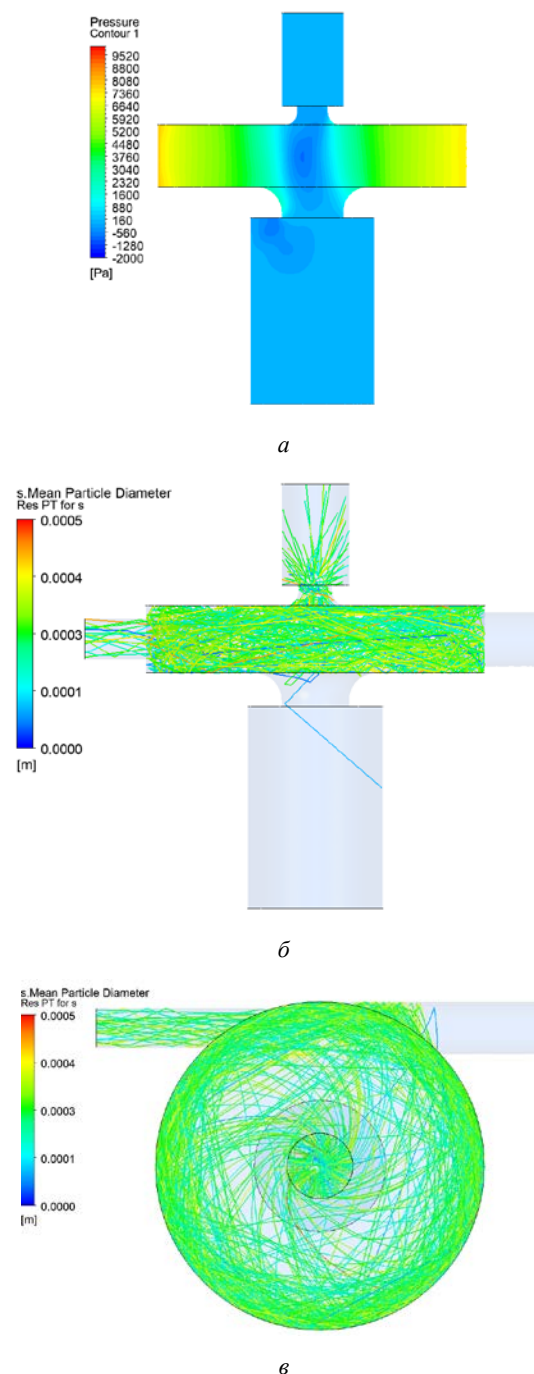 Pressure
Contour 1
9520
8800
8080
7360
6640
5920
5200
4480
3760
3040
2320
1600
880
160
-560
-1280
-2000
[Pa]
а
s.Mean Particle Diameter
Res PT for s
0.0005
0.0004
0.0003
0.0001
0.0000
[m]
б
s.Mean Particle Diameter
Res PT for s
0.0005
0.0004
0.0003
0.0001
0.0000
[m]
в